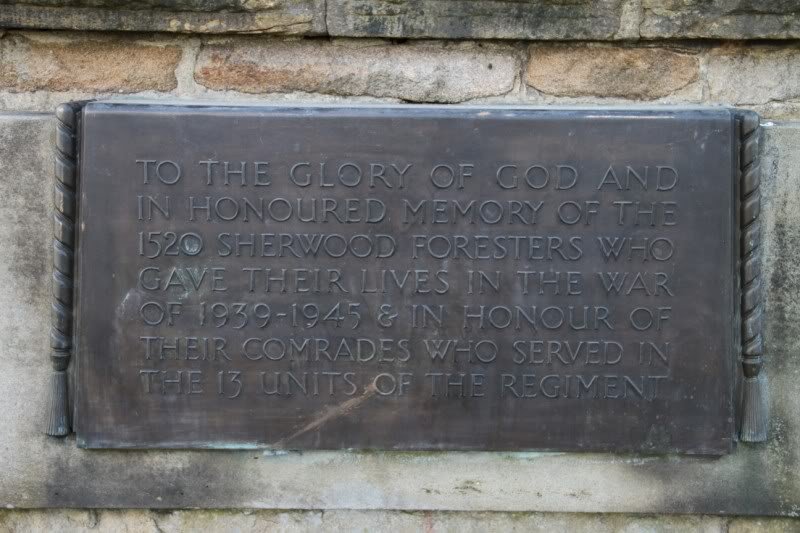 TO THE GLORY OF GOD AND
IN HONOURED MEMORY OF THE
1520 SHERWOOD FORESTERS WHO
GAVE THEIR LIVES IN THE WAR
OF 1939-1945 & IN HONOUR OF
THEIR COMRADES WHO SERVED IN
THE 13 UNITS OF THE REGIMENT